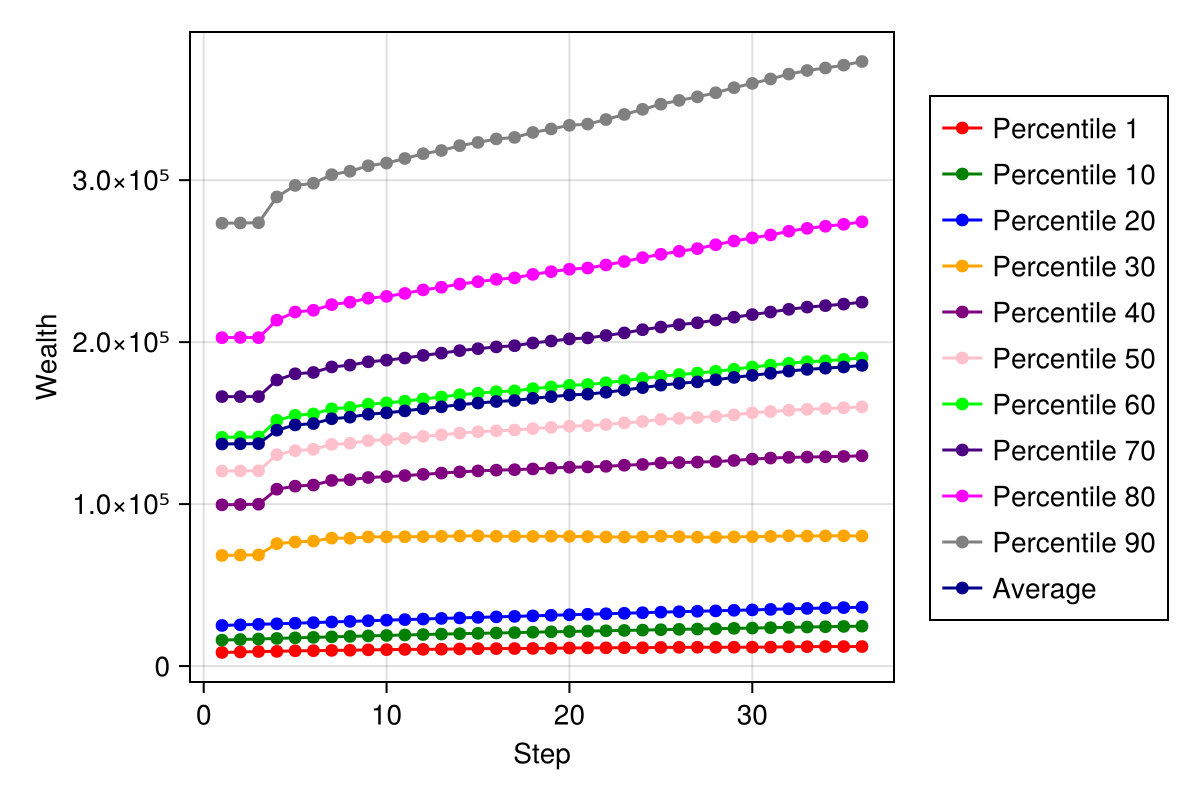 3.0×10⁵
2.0×10⁵
1.0×10⁵
0
Wealth
0 10 20 30
Step
Percentile 1
Percentile 10
Percentile 20
Percentile 30
Percentile 40
Percentile 50
Percentile 60
Percentile 70
Percentile 80
Percentile 90
Average